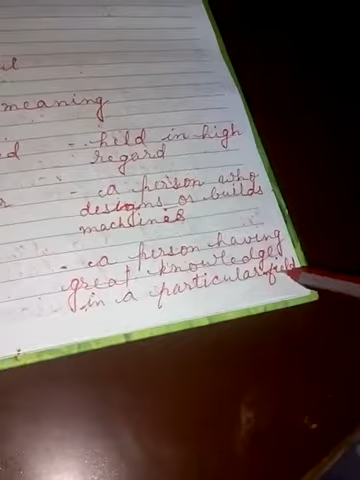 meaning
- held in high
regard
- a person who
designs or builds
machines
- a person having
great knowledge
in a particular field